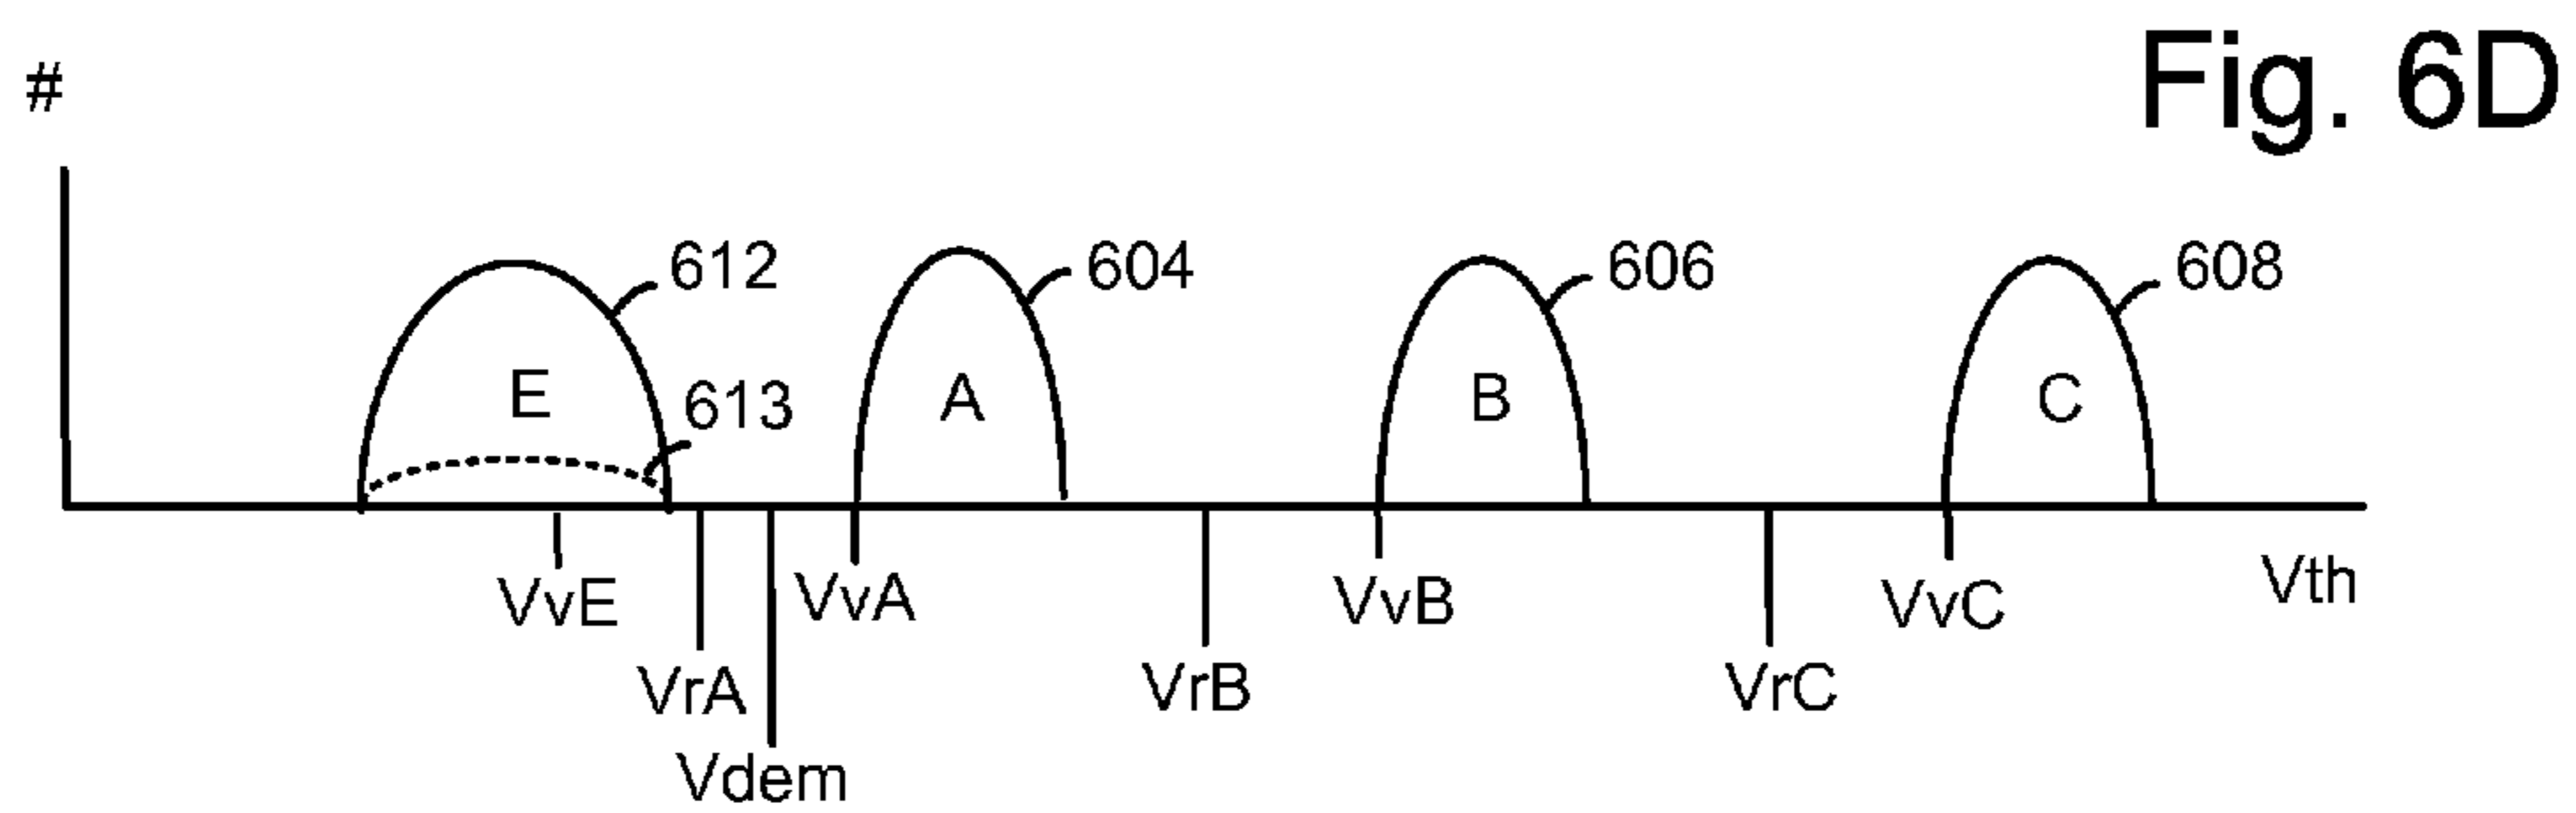 Fig. 6D
#
612
604
606
608
E
613
A
B
C
VvE
VvA
VvB
VvC
Vth
VrA
VrB
VrC
Vdem